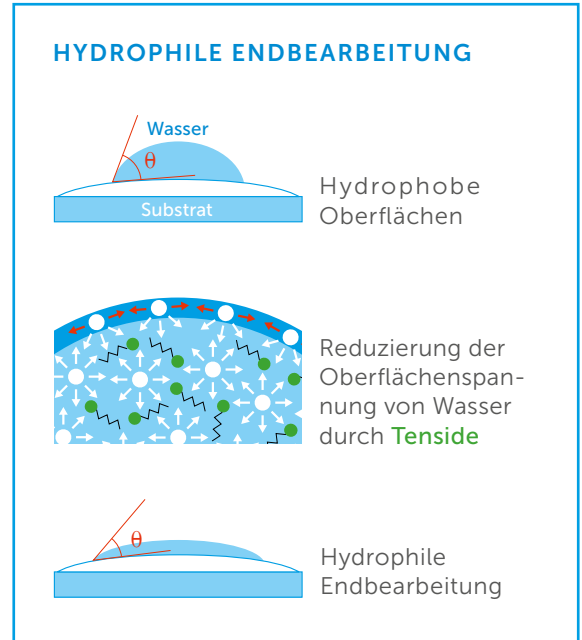 HYDROPHILE ENDBEARBEITUNG
Wasser
θ
Substrat
Hydrophobe
Oberflächen
Reduzierung der
Oberflächenspan-
nung von Wasser
durch Tenside
θ
Hydrophile
Endbearbeitung